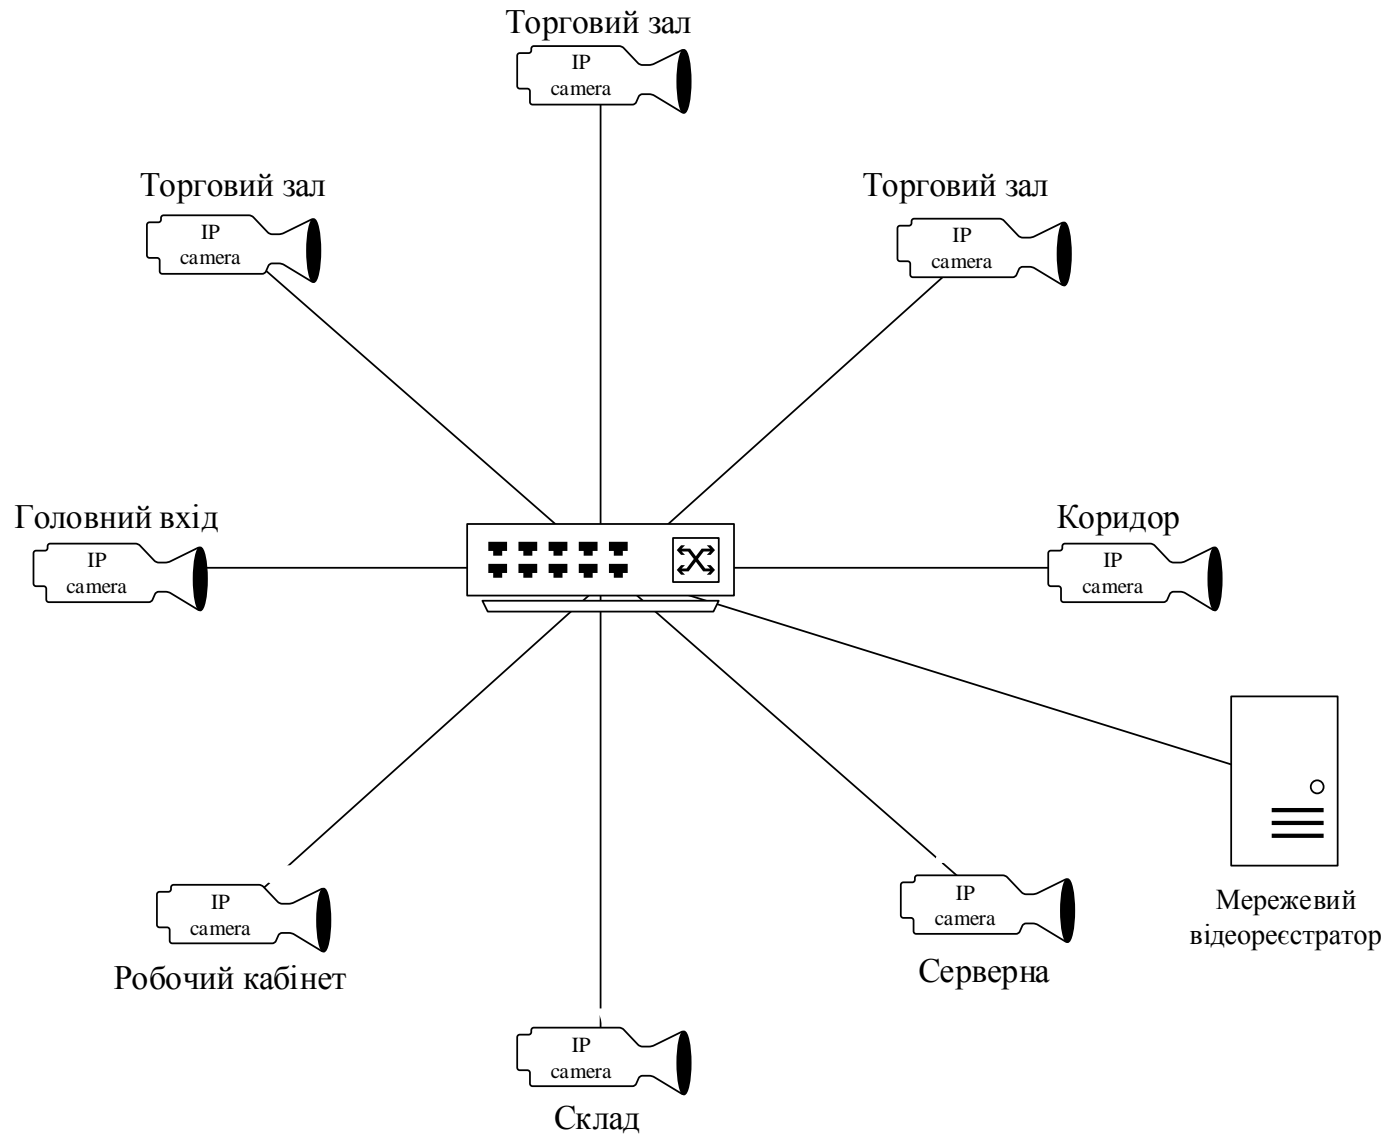 Торговий зал
IP
camera
Торговий зал
IP
camera
Торговий зал
IP
camera
Головний вхід
IP
camera
Коридор
IP
camera
IP
camera
Робочий кабінет
IP
camera
Серверна
Мережевий
відеореєстратор
IP
camera
Склад